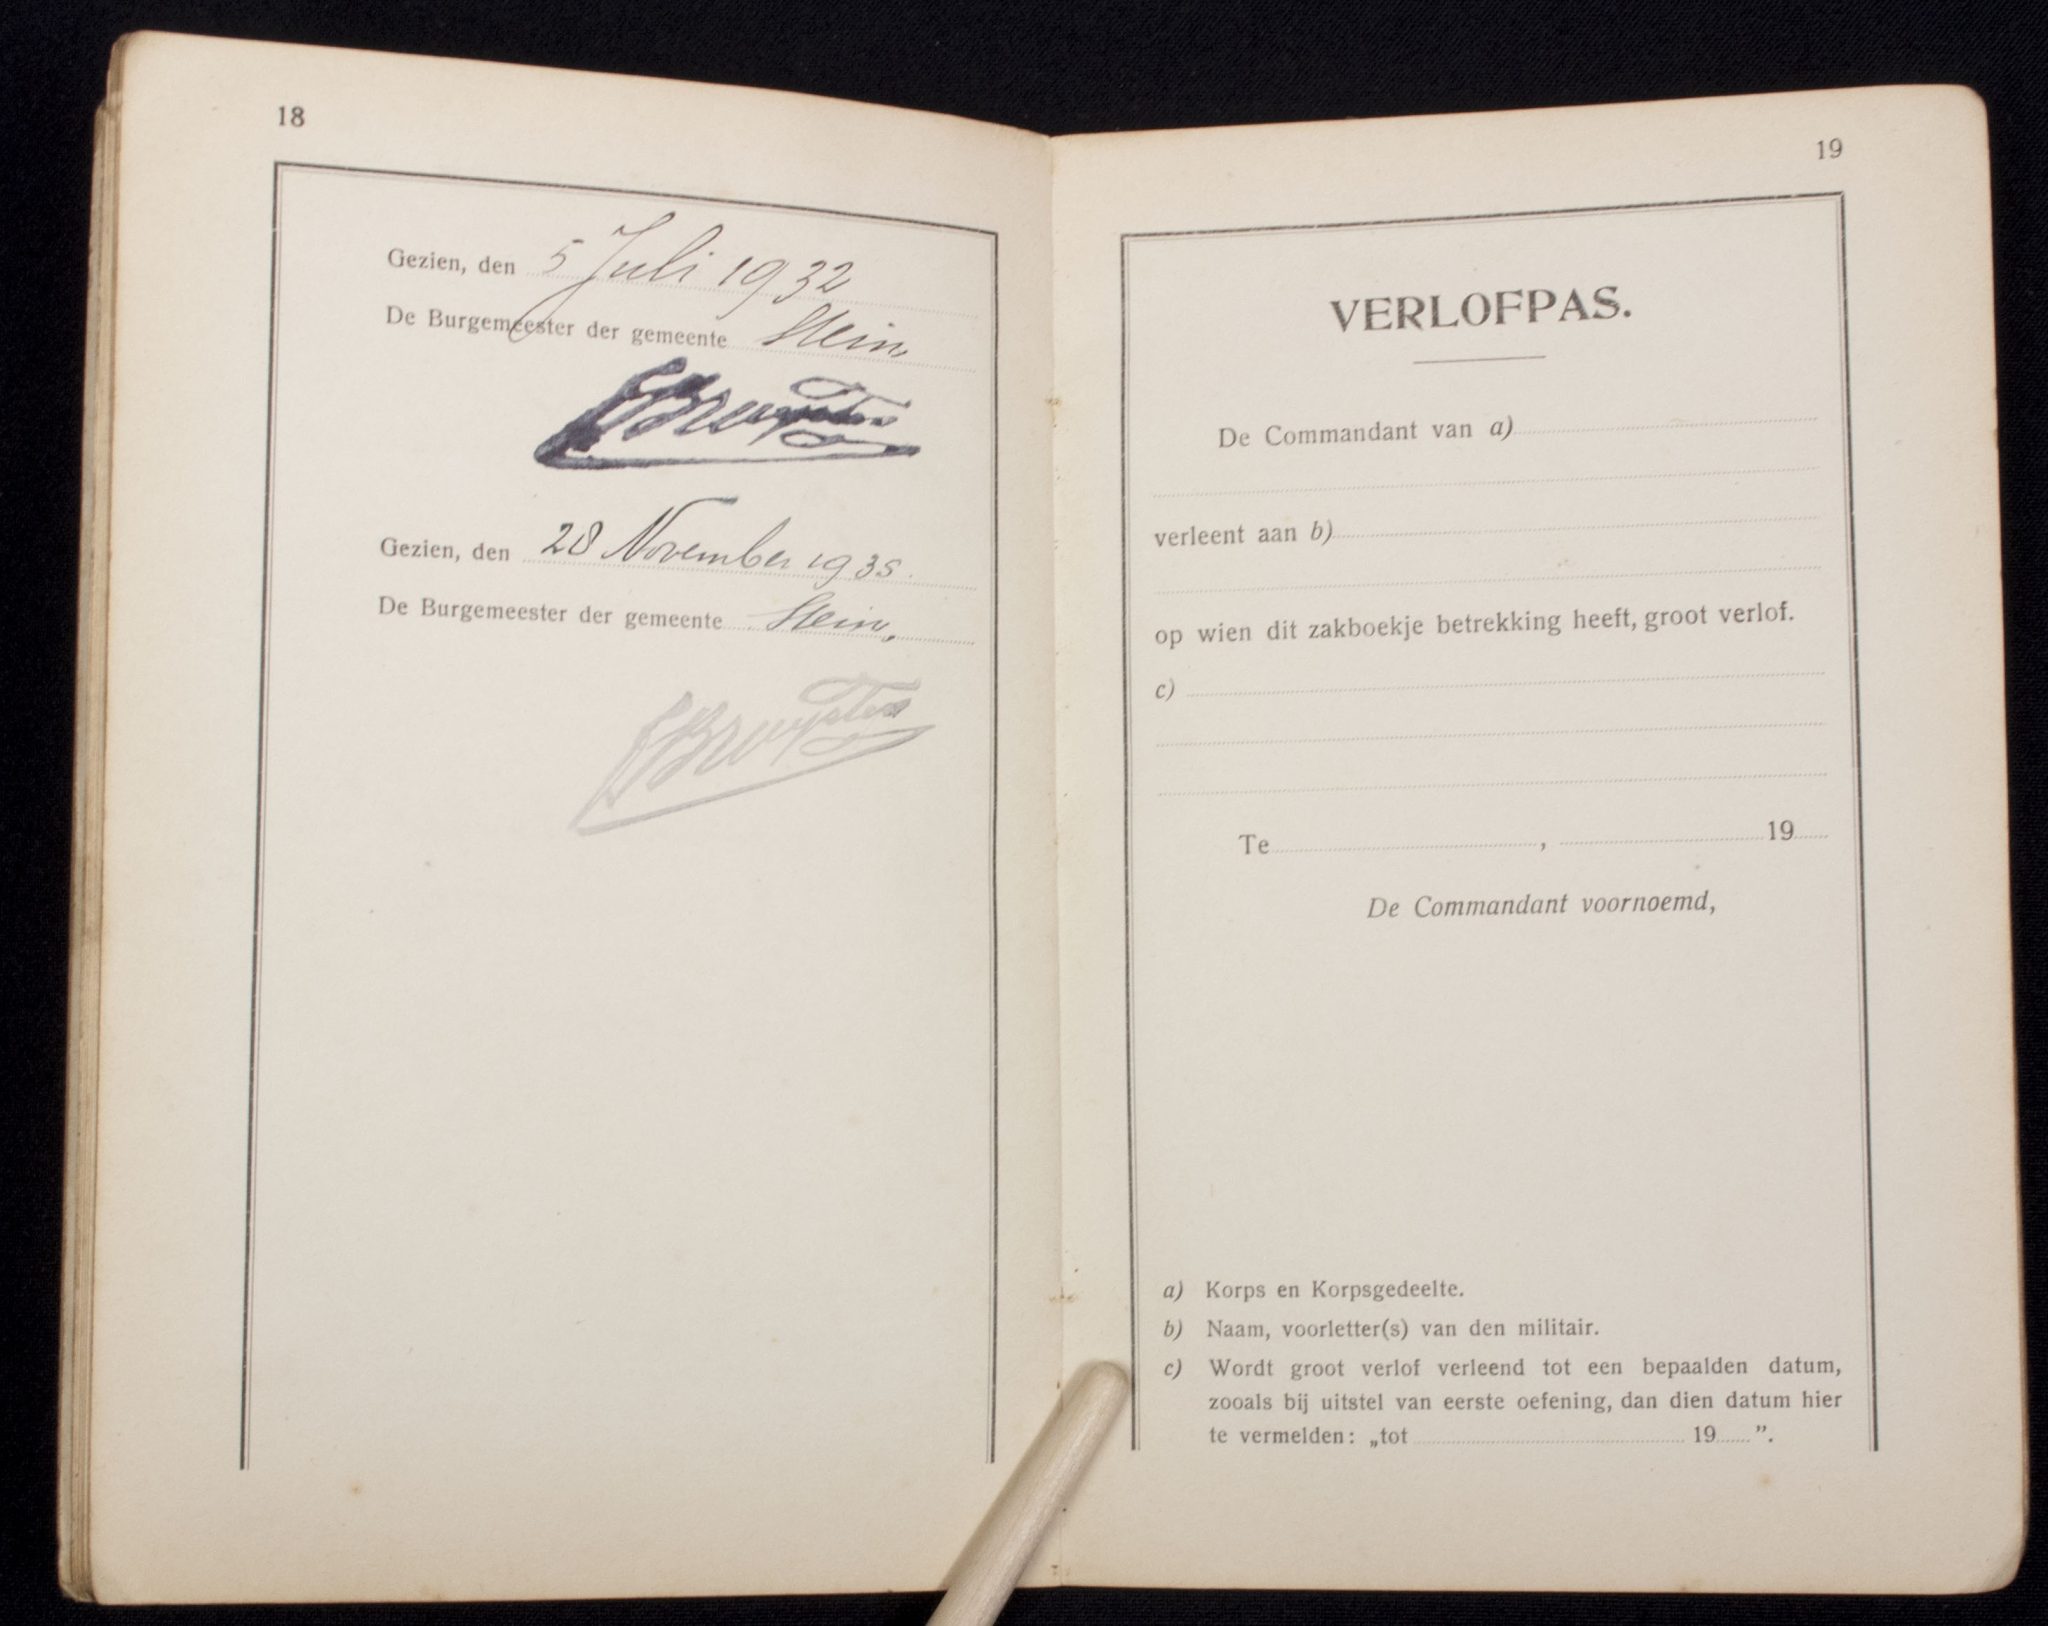 18
Gezien, den 5 Juli 1932
De Burgemeester der gemeente Stein
Gezien, den 28 November 1935.
De Burgemeester der gemeente Stein,
19
VERLOFPAS.
De Commandant van a)
verleent aan b)
op wien dit zakboekje betrekking heeft, groot verlof.
c)
Te , 19
De Commandant voornoemd,
a) Korps en Korpsgedeelte.
b) Naam, voorletter(s) van den militair.
c) Wordt groot verlof verleend tot een bepaalden datum,
zooals bij uitstel van eerste oefening, dan dien datum hier
te vermelden: „tot 19 ”.